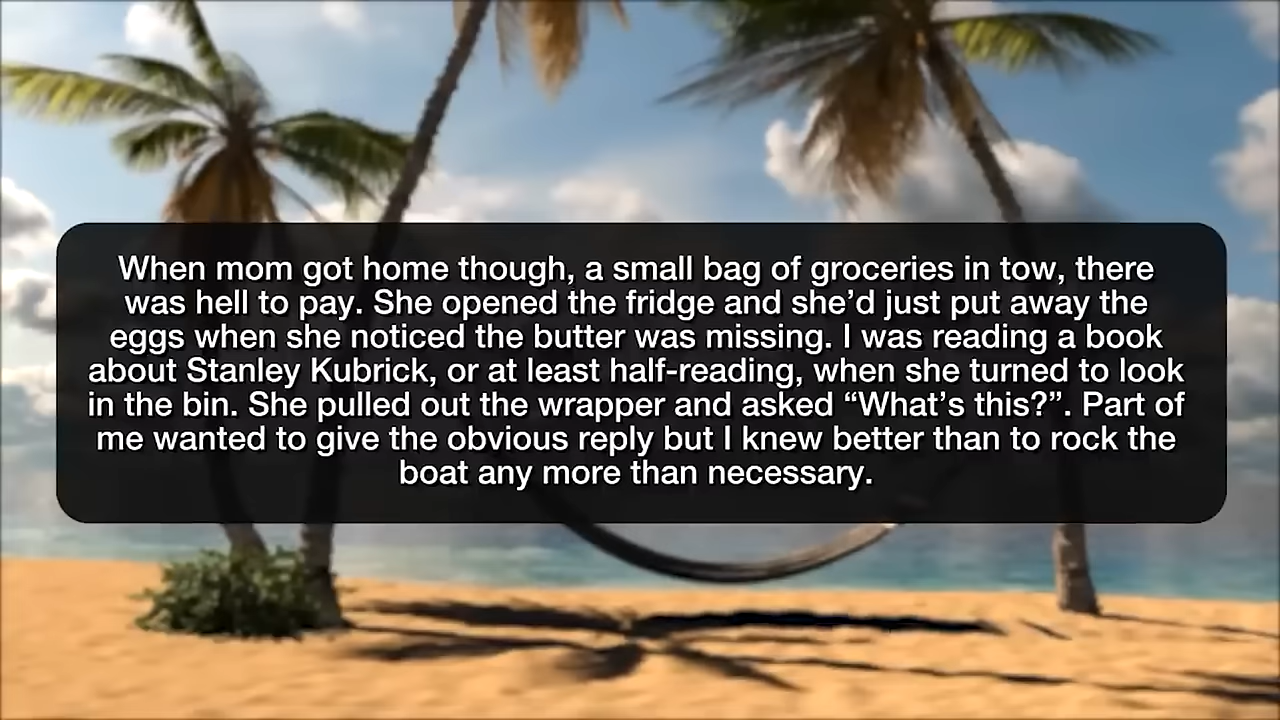 When mom got home though, a small bag of groceries in tow, there
was hell to pay. She opened the fridge and she’d just put away the
eggs when she noticed the butter was missing. I was reading a book
about Stanley Kubrick, or at least half-reading, when she turned to look
in the bin. She pulled out the wrapper and asked “What’s this?”. Part of
me wanted to give the obvious reply but I knew better than to rock the
boat any more than necessary.